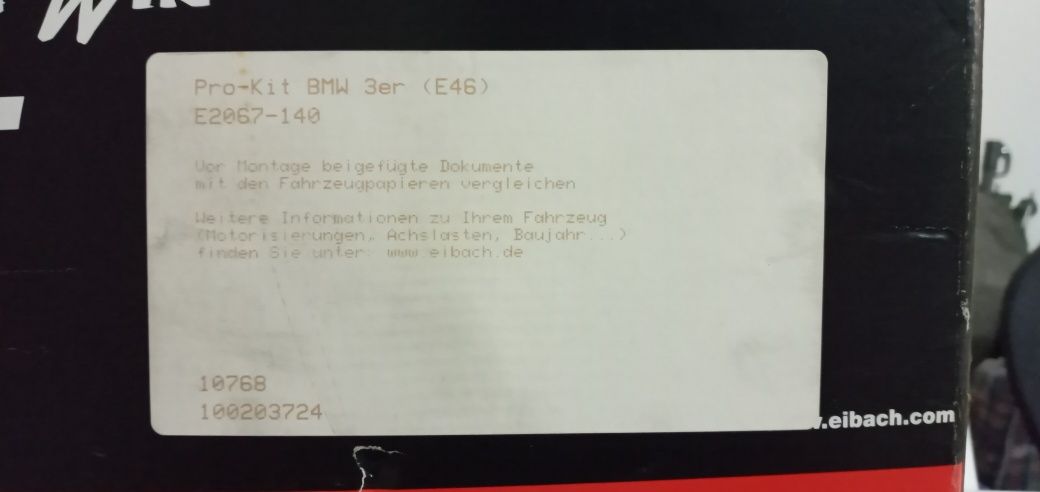 WIN
Pro-Kit BMW 3er (E46)
E2067-140
Vor Montage beigefügte Dokumente
mit den Fahrzeugpapieren vergleichen
Weitere Informationen zu Ihrem Fahrzeug
(Motorisierungen, Achslasten, Baujahr...)
finden Sie unter: www.eibach.de
10768
100203724
.eibach.com